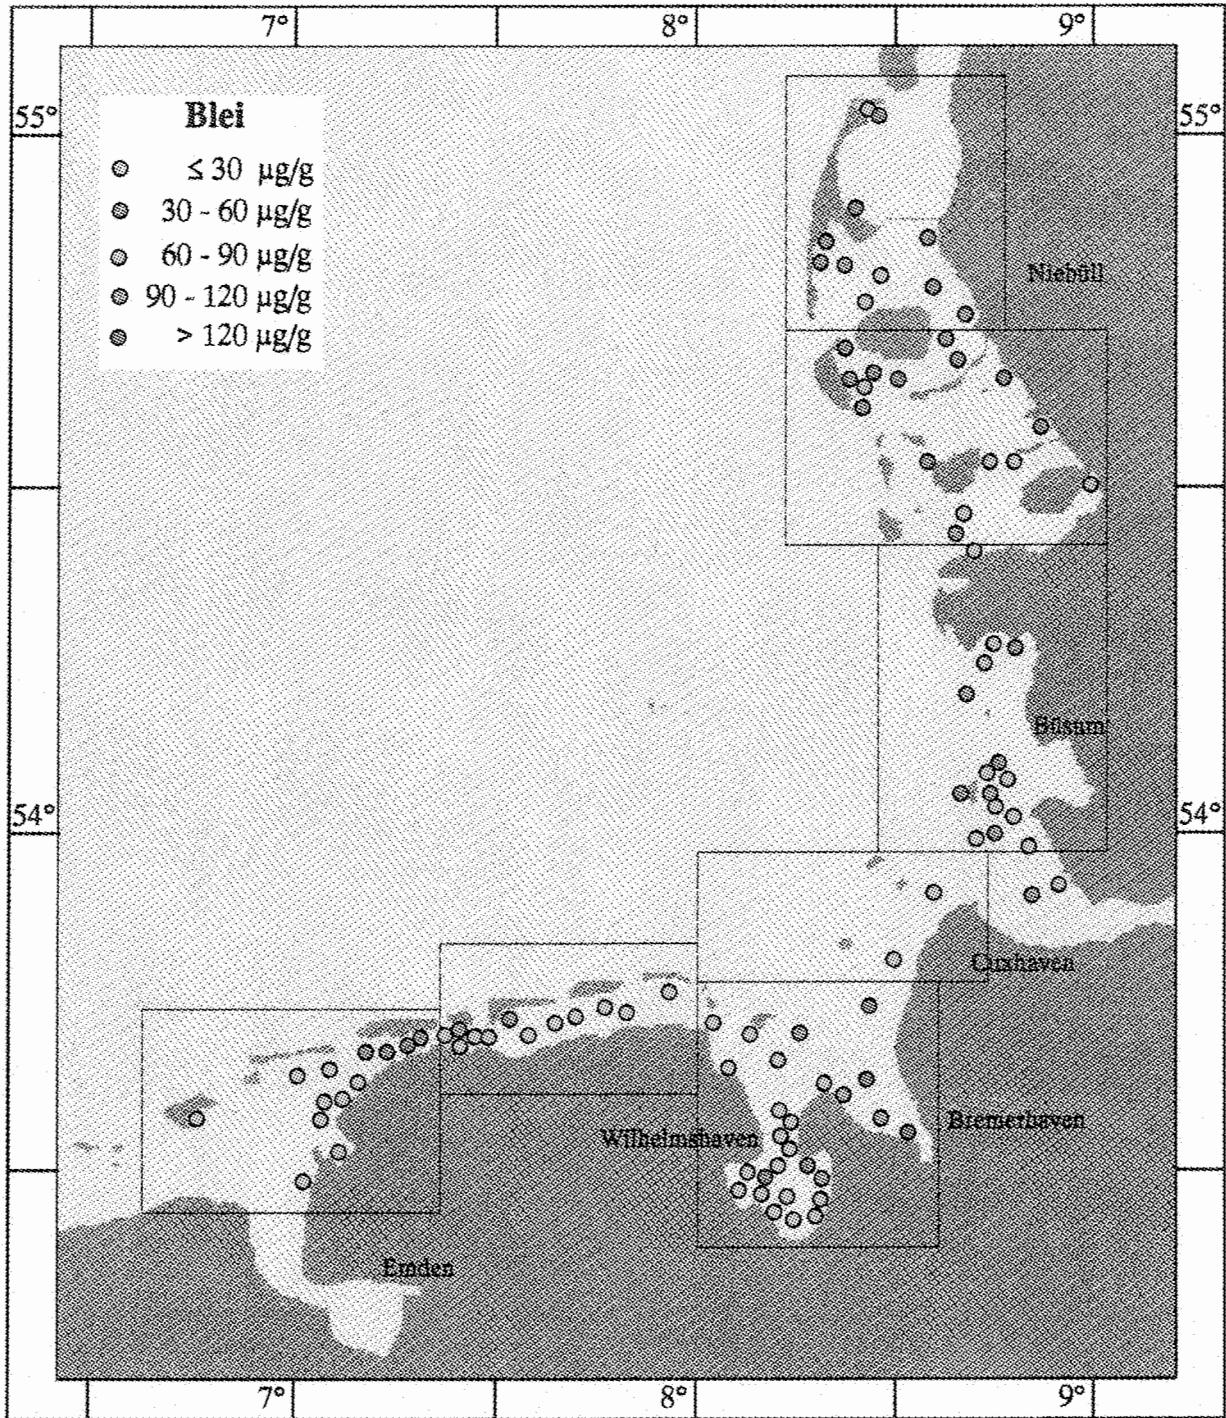 7° 8° 9°
55° 55°
Blei
≤ 30 µg/g
30 - 60 µg/g
60 - 90 µg/g
90 - 120 µg/g
> 120 µg/g
Niebüll
Büsum
54° 54°
Cuxhaven
Bremerhaven
Wilhelmshaven
Emden
7° 8° 9°